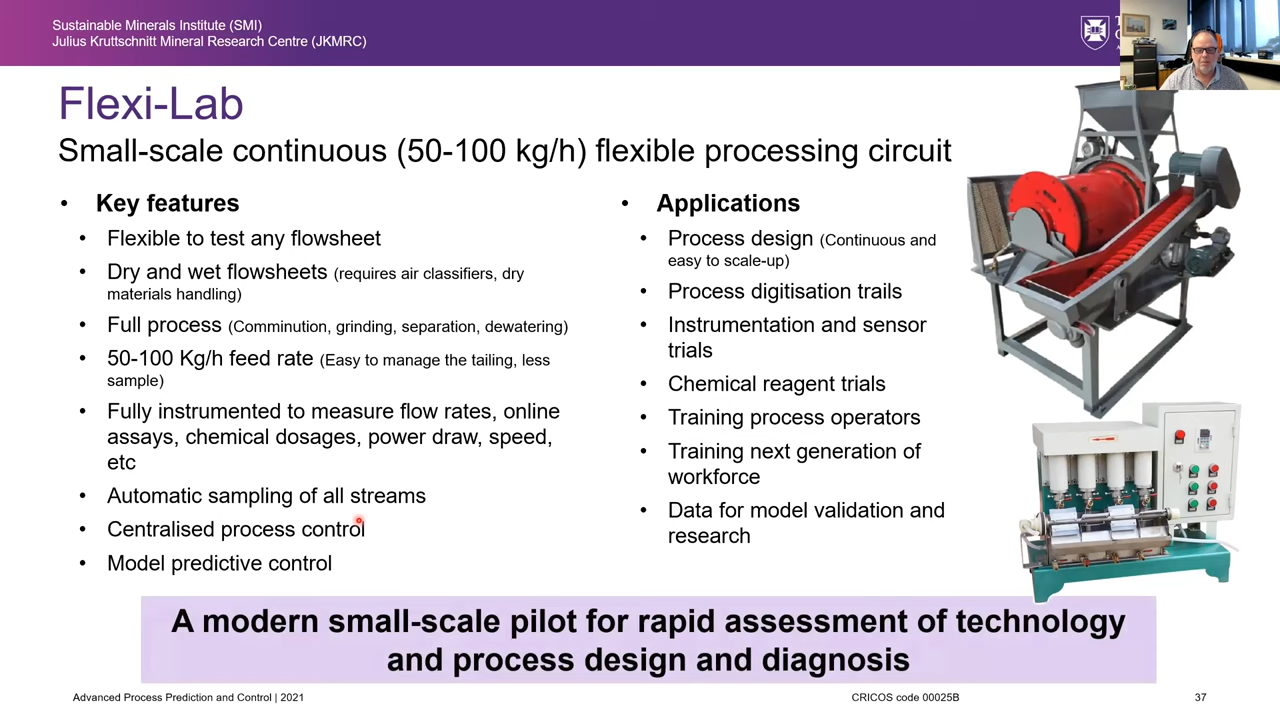 Sustainable Minerals Institute (SMI)
Julius Kruttschnitt Mineral Research Centre (JKMRC)
Flexi-Lab
Small-scale continuous (50-100 kg/h) flexible processing circuit
• Key features
• Flexible to test any flowsheet
• Dry and wet flowsheets (requires air classifiers, dry
materials handling)
• Full process (Comminution, grinding, separation, dewatering)
• 50-100 Kg/h feed rate (Easy to manage the tailing, less
sample)
• Fully instrumented to measure flow rates, online
assays, chemical dosages, power draw, speed,
etc
• Automatic sampling of all streams
• Centralised process control
• Model predictive control
• Applications
• Process design (Continuous and
easy to scale-up)
• Process digitisation trails
• Instrumentation and sensor
trials
• Chemical reagent trials
• Training process operators
• Training next generation of
workforce
• Data for model validation and
research
A modern small-scale pilot for rapid assessment of technology
and process design and diagnosis
Advanced Process Prediction and Control | 2021
CRICOS code 00025B
37